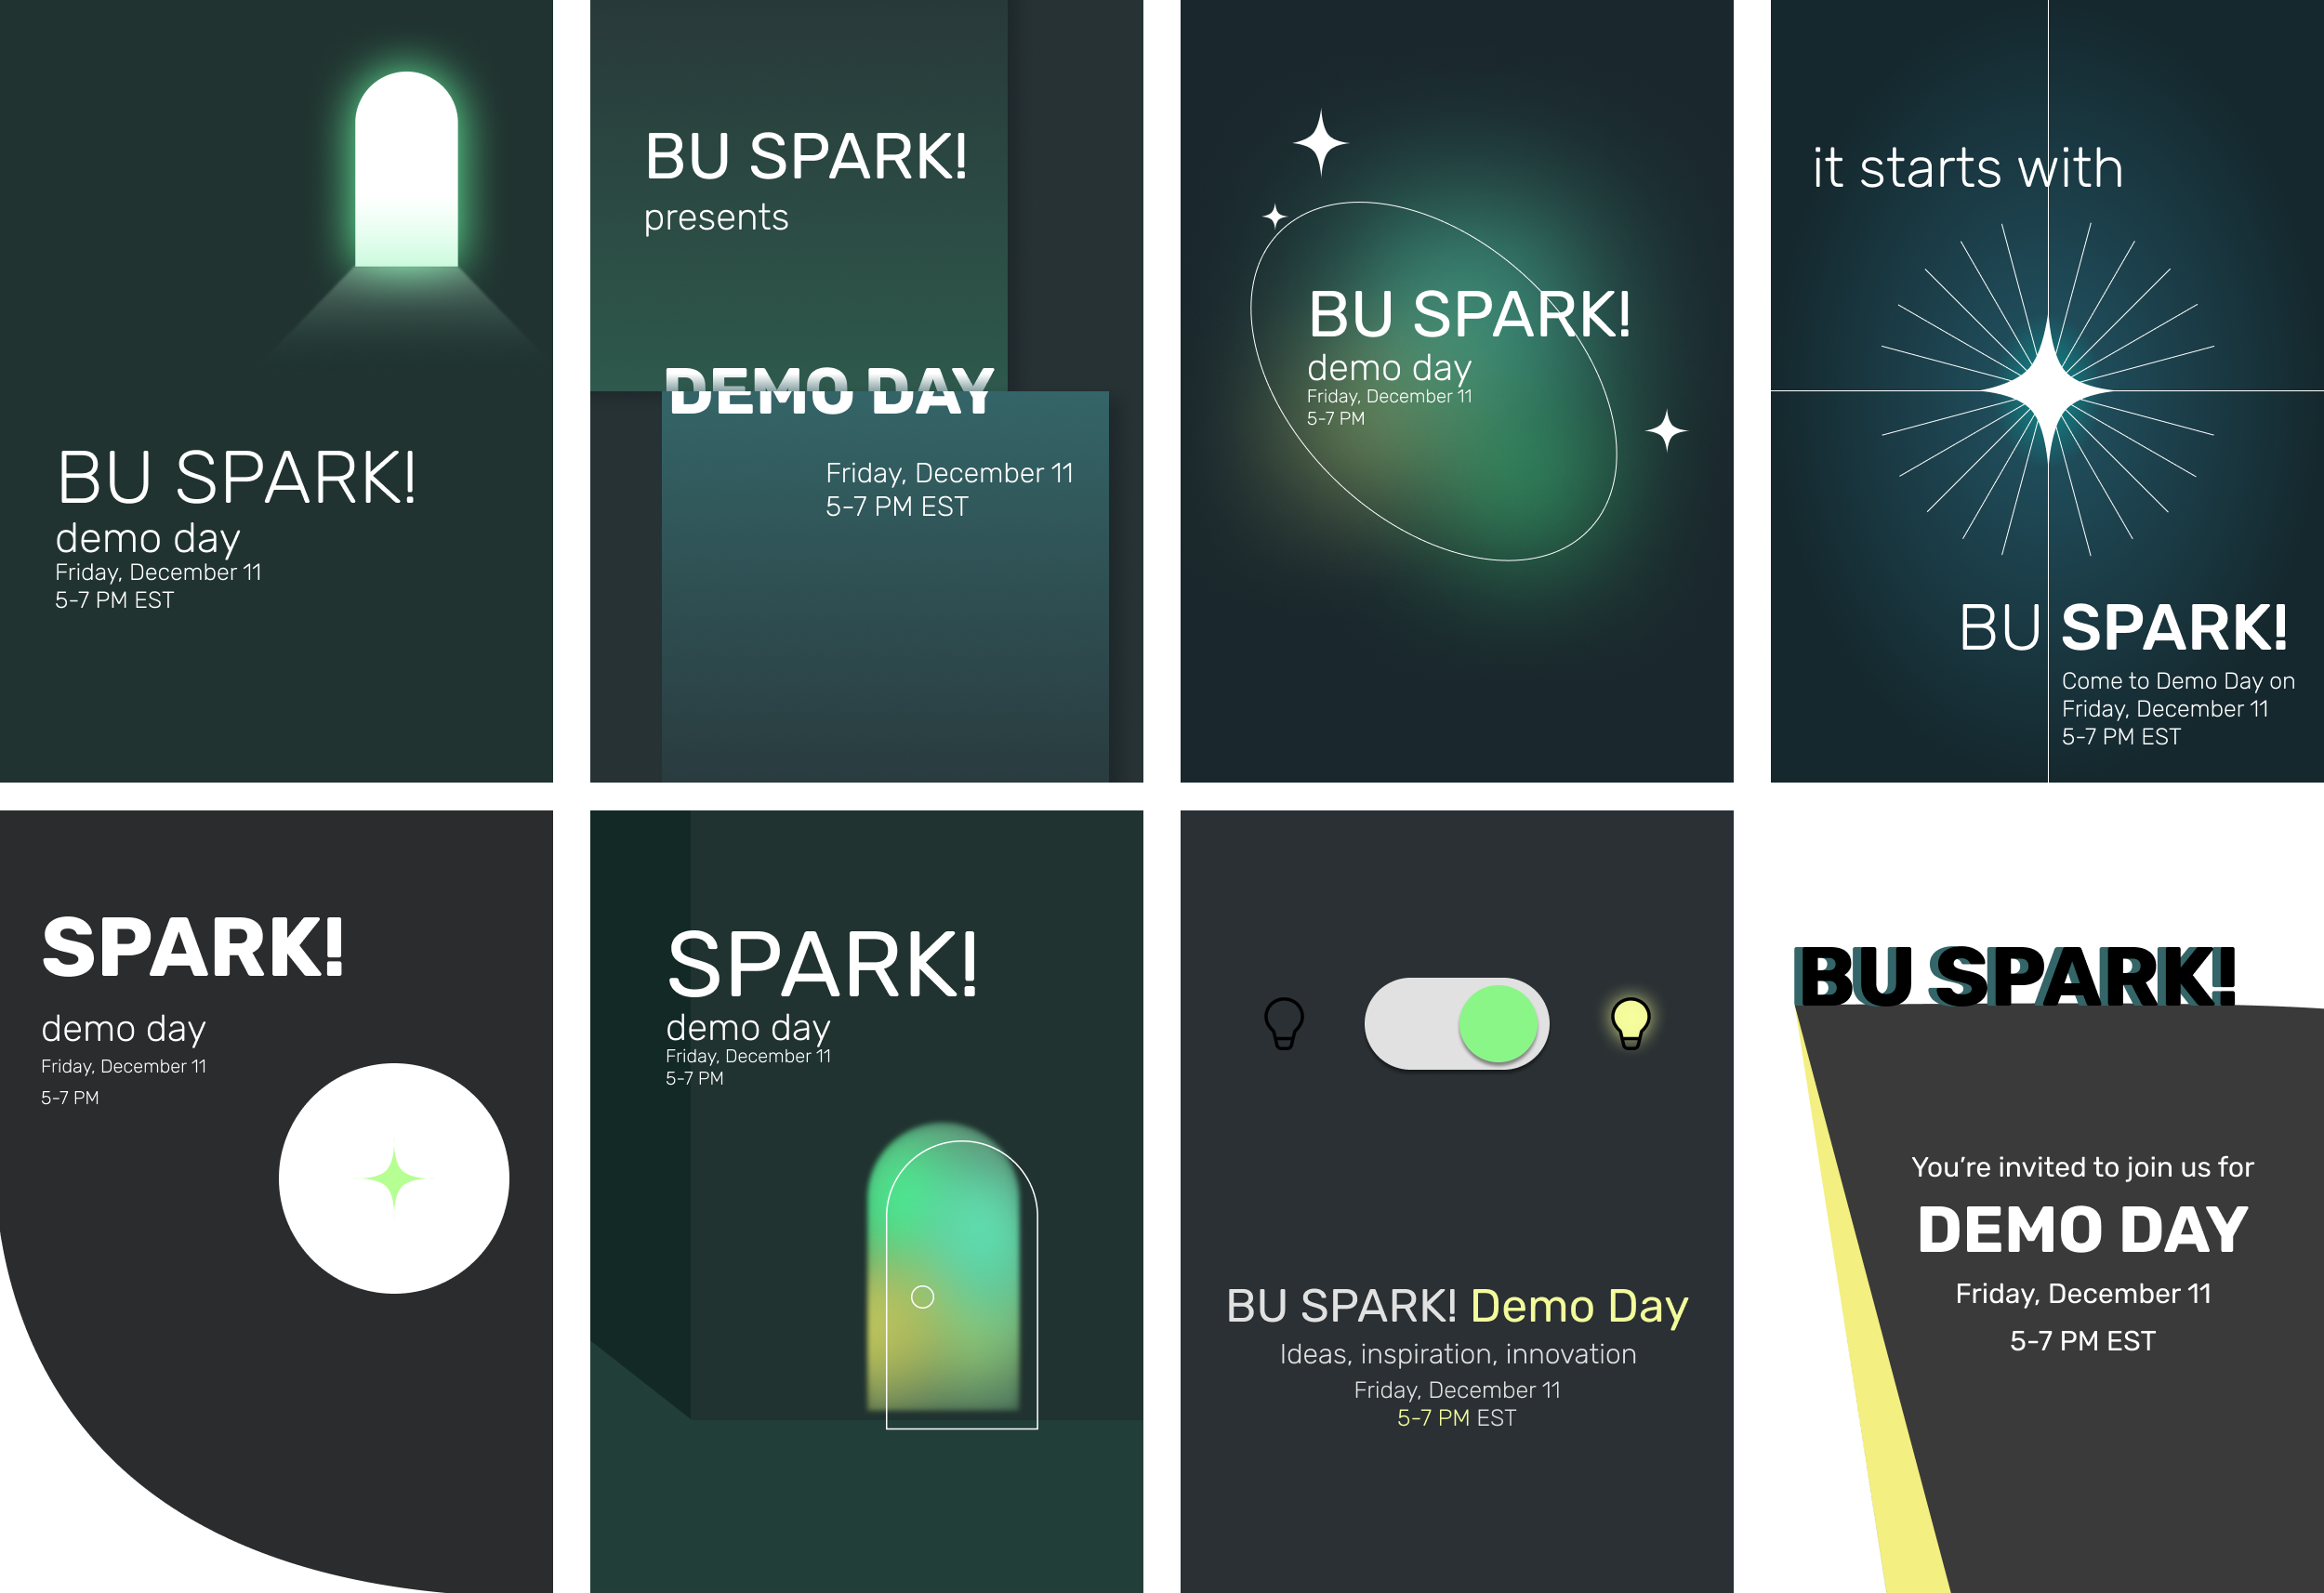 BU SPARK!
demo day
Friday, December 11
5-7 PM EST
BU SPARK!
presents
DEMO DAY
Friday, December 11
5-7 PM EST
BU SPARK!
demo day
Friday, December 11
5-7 PM
it starts with
BU SPARK!
Come to Demo Day on
Friday, December 11
5-7 PM EST
SPARK!
demo day
Friday, December 11
5-7 PM
SPARK!
demo day
Friday, December 11
5-7 PM
BU SPARK! Demo Day
Ideas, inspiration, innovation
Friday, December 11
5-7 PM EST
BU SPARK!
You're invited to join us for
DEMO DAY
Friday, December 11
5-7 PM EST